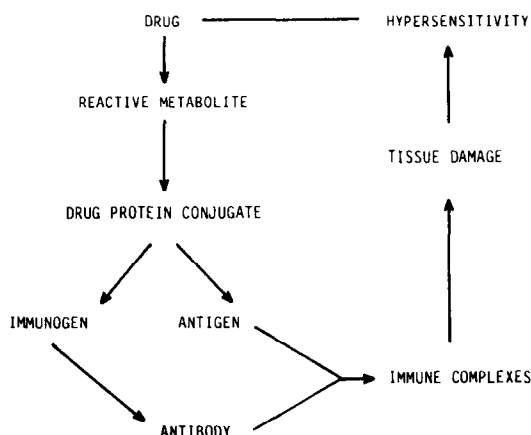 DRUG
HYPERSENSITIVITY
REACTIVE METABOLITE
TISSUE DAMAGE
DRUG PROTEIN CONJUGATE
IMMUNOGEN
ANTIGEN
IMMUNE COMPLEXES
ANTIBODY